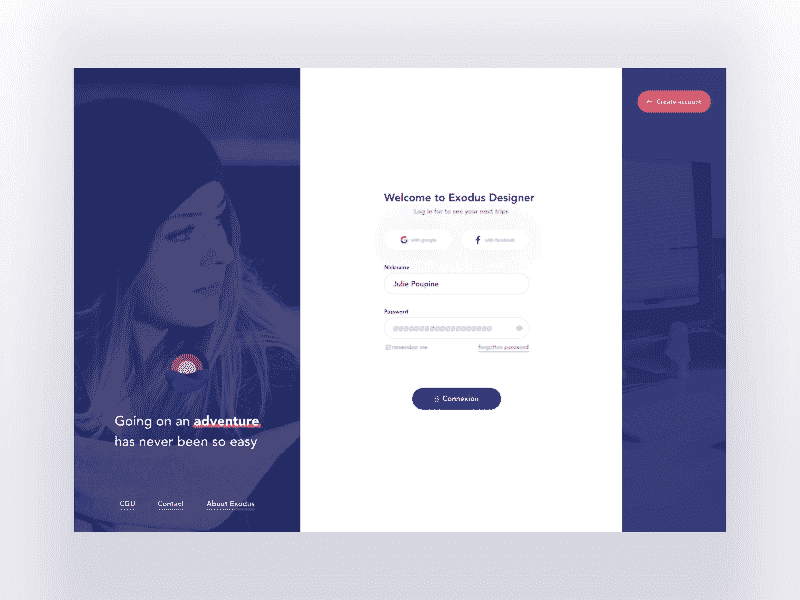 ← Create account
Welcome to Exodus Designer
Log in for to see your next trips
with google
with facebook
Nickname
Julie Poupine
Password
remember me
forgotten password
Connexion
Going on an adventure
has never been so easy
CGU
Contact
About Exodus